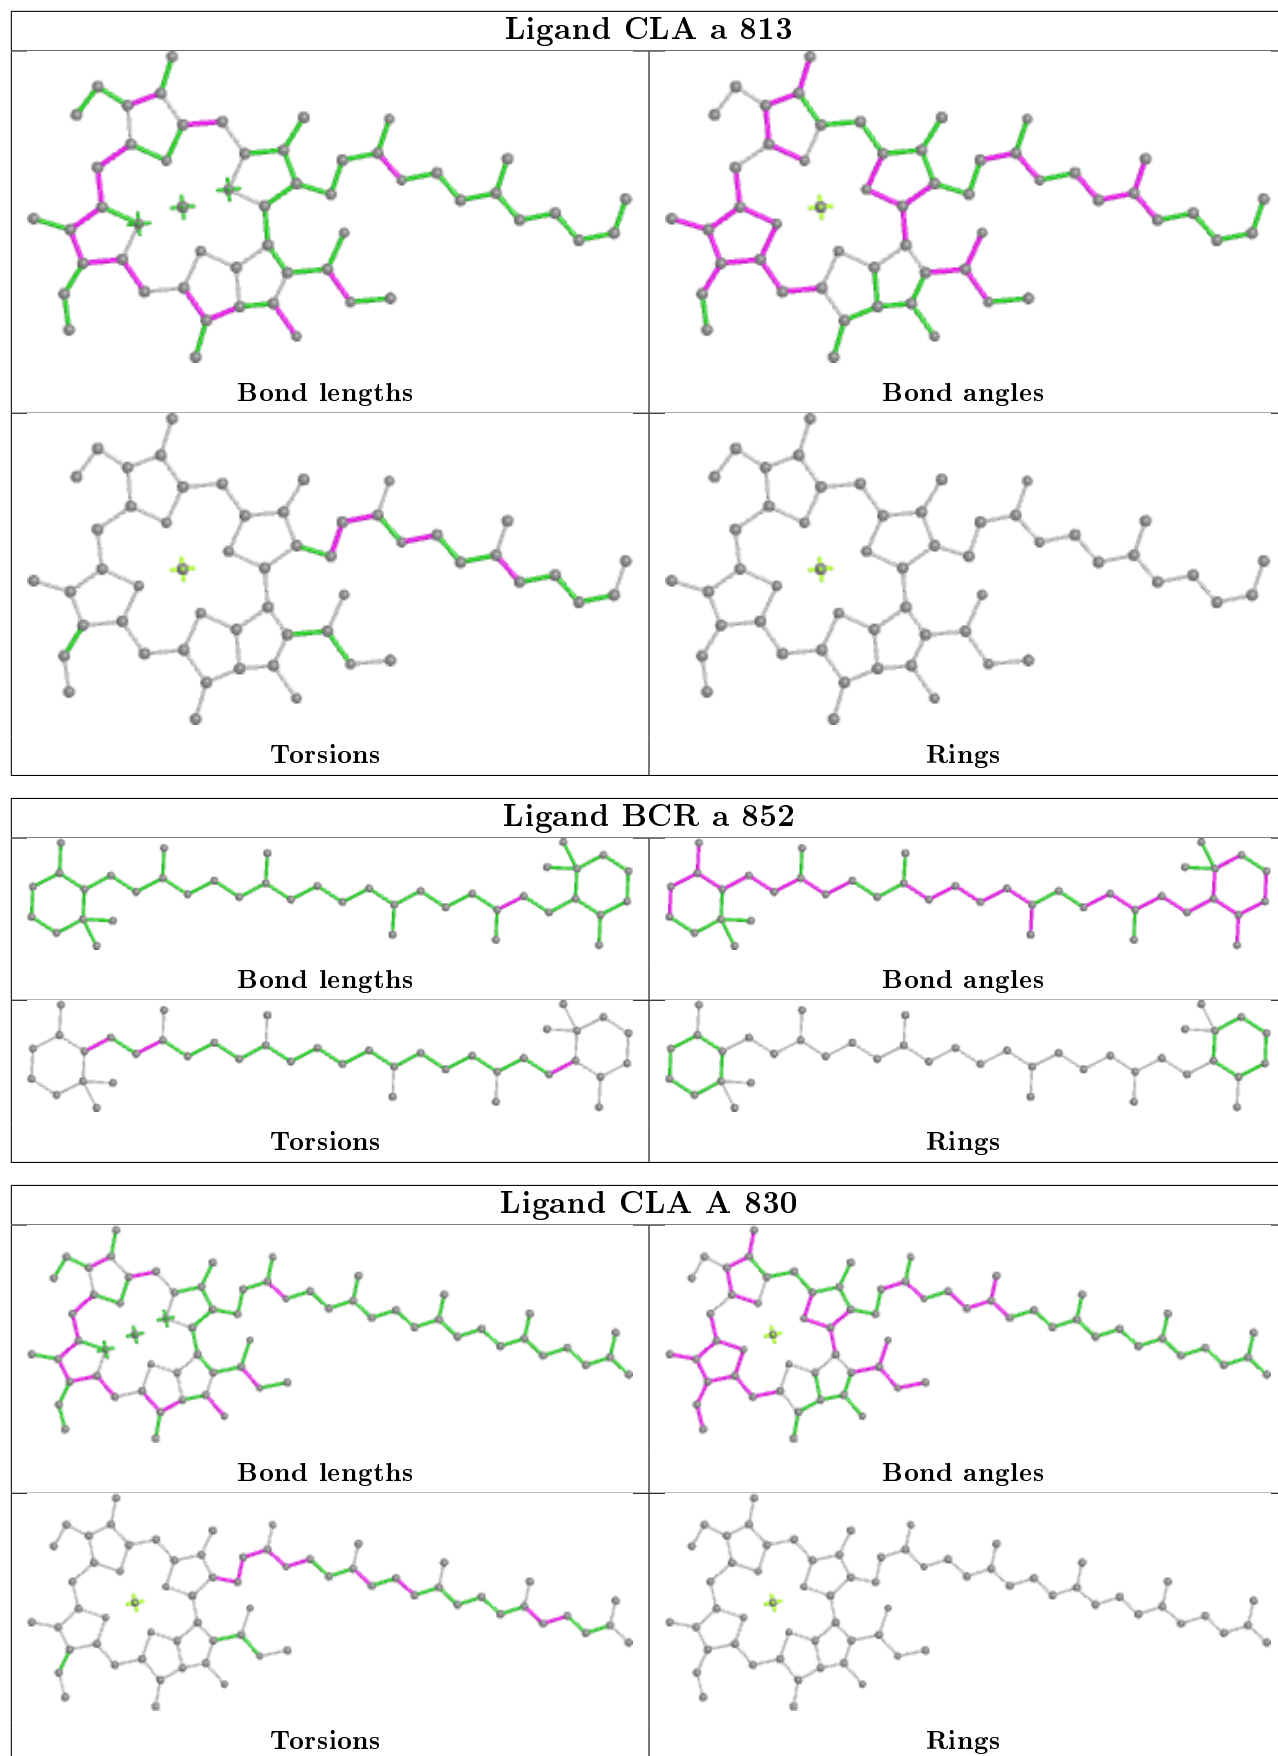 Ligand CLA a 813
Bond lengths
Bond angles
Torsions
Rings
Ligand BCR a 852
Bond lengths
Bond angles
Torsions
Rings
Ligand CLA A 830
Bond lengths
Bond angles
Torsions
Rings